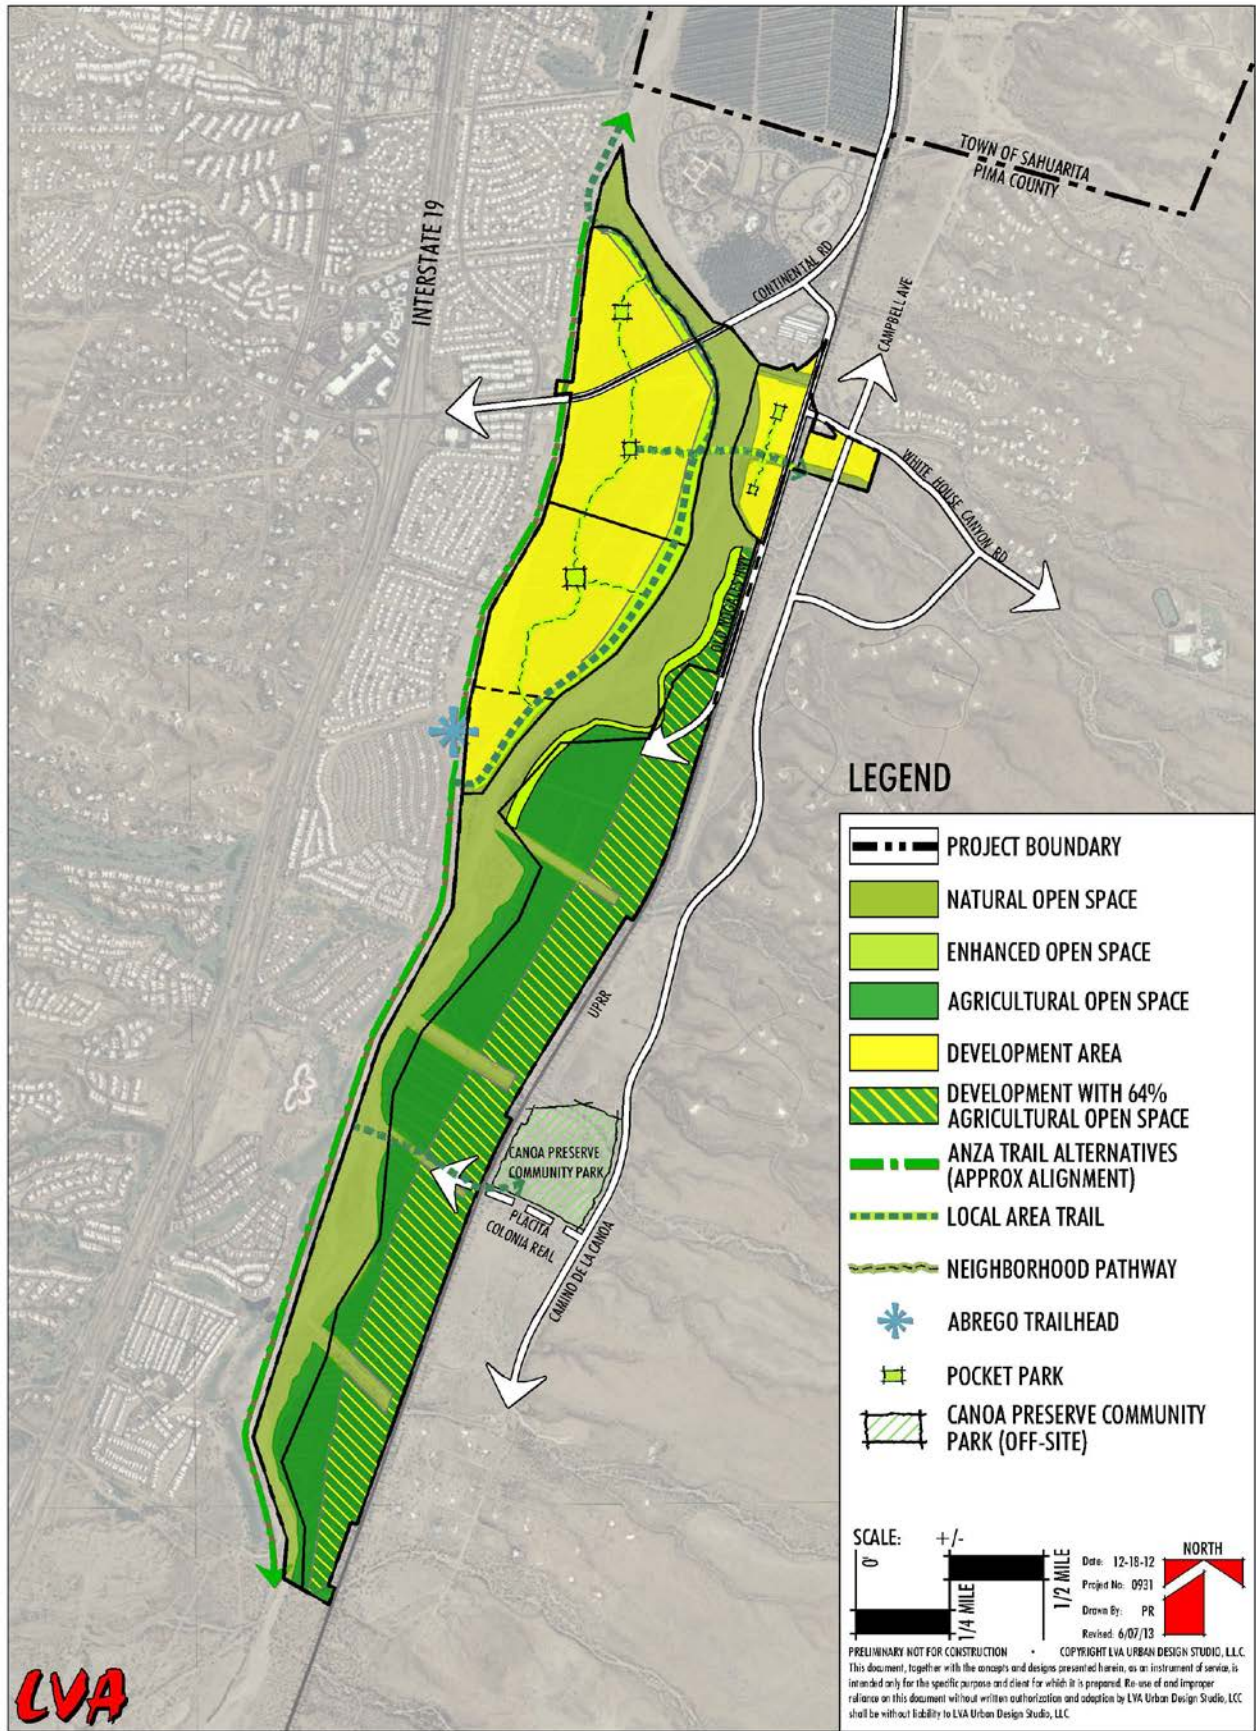 TOWN OF SAHUARITA
PIMA COUNTY
INTERSTATE 19
CONTINENTAL RD
CAMPBELL AVE
WHITE HOUSE CANYON RD
OLD NOGALES HWY
UPRR
CANOA PRESERVE
COMMUNITY PARK
PLACITA
COLONIA REAL
CAMINO DE LA CANOA
LEGEND
PROJECT BOUNDARY
NATURAL OPEN SPACE
ENHANCED OPEN SPACE
AGRICULTURAL OPEN SPACE
DEVELOPMENT AREA
DEVELOPMENT WITH 64%
AGRICULTURAL OPEN SPACE
ANZA TRAIL ALTERNATIVES
(APPROX ALIGNMENT)
LOCAL AREA TRAIL
NEIGHBORHOOD PATHWAY
ABREGO TRAILHEAD
POCKET PARK
CANOA PRESERVE COMMUNITY
PARK (OFF-SITE)
SCALE: +/-
0'
1/4 MILE
1/2 MILE
Date: 12-18-12
Project No: 0931
Drawn By: PR
Revised: 6/07/13
NORTH
PRELIMINARY NOT FOR CONSTRUCTION • COPYRIGHT LVA URBAN DESIGN STUDIO, L.L.C.
This document, together with the concepts and designs presented herein, as an instrument of service, is
intended only for the specific purpose and client for which it is prepared. Re-use of and improper
reliance on this document without written authorization and adaption by LVA Urban Design Studio, LCC
shall be without liability to LVA Urban Design Studio, LLC.
LVA